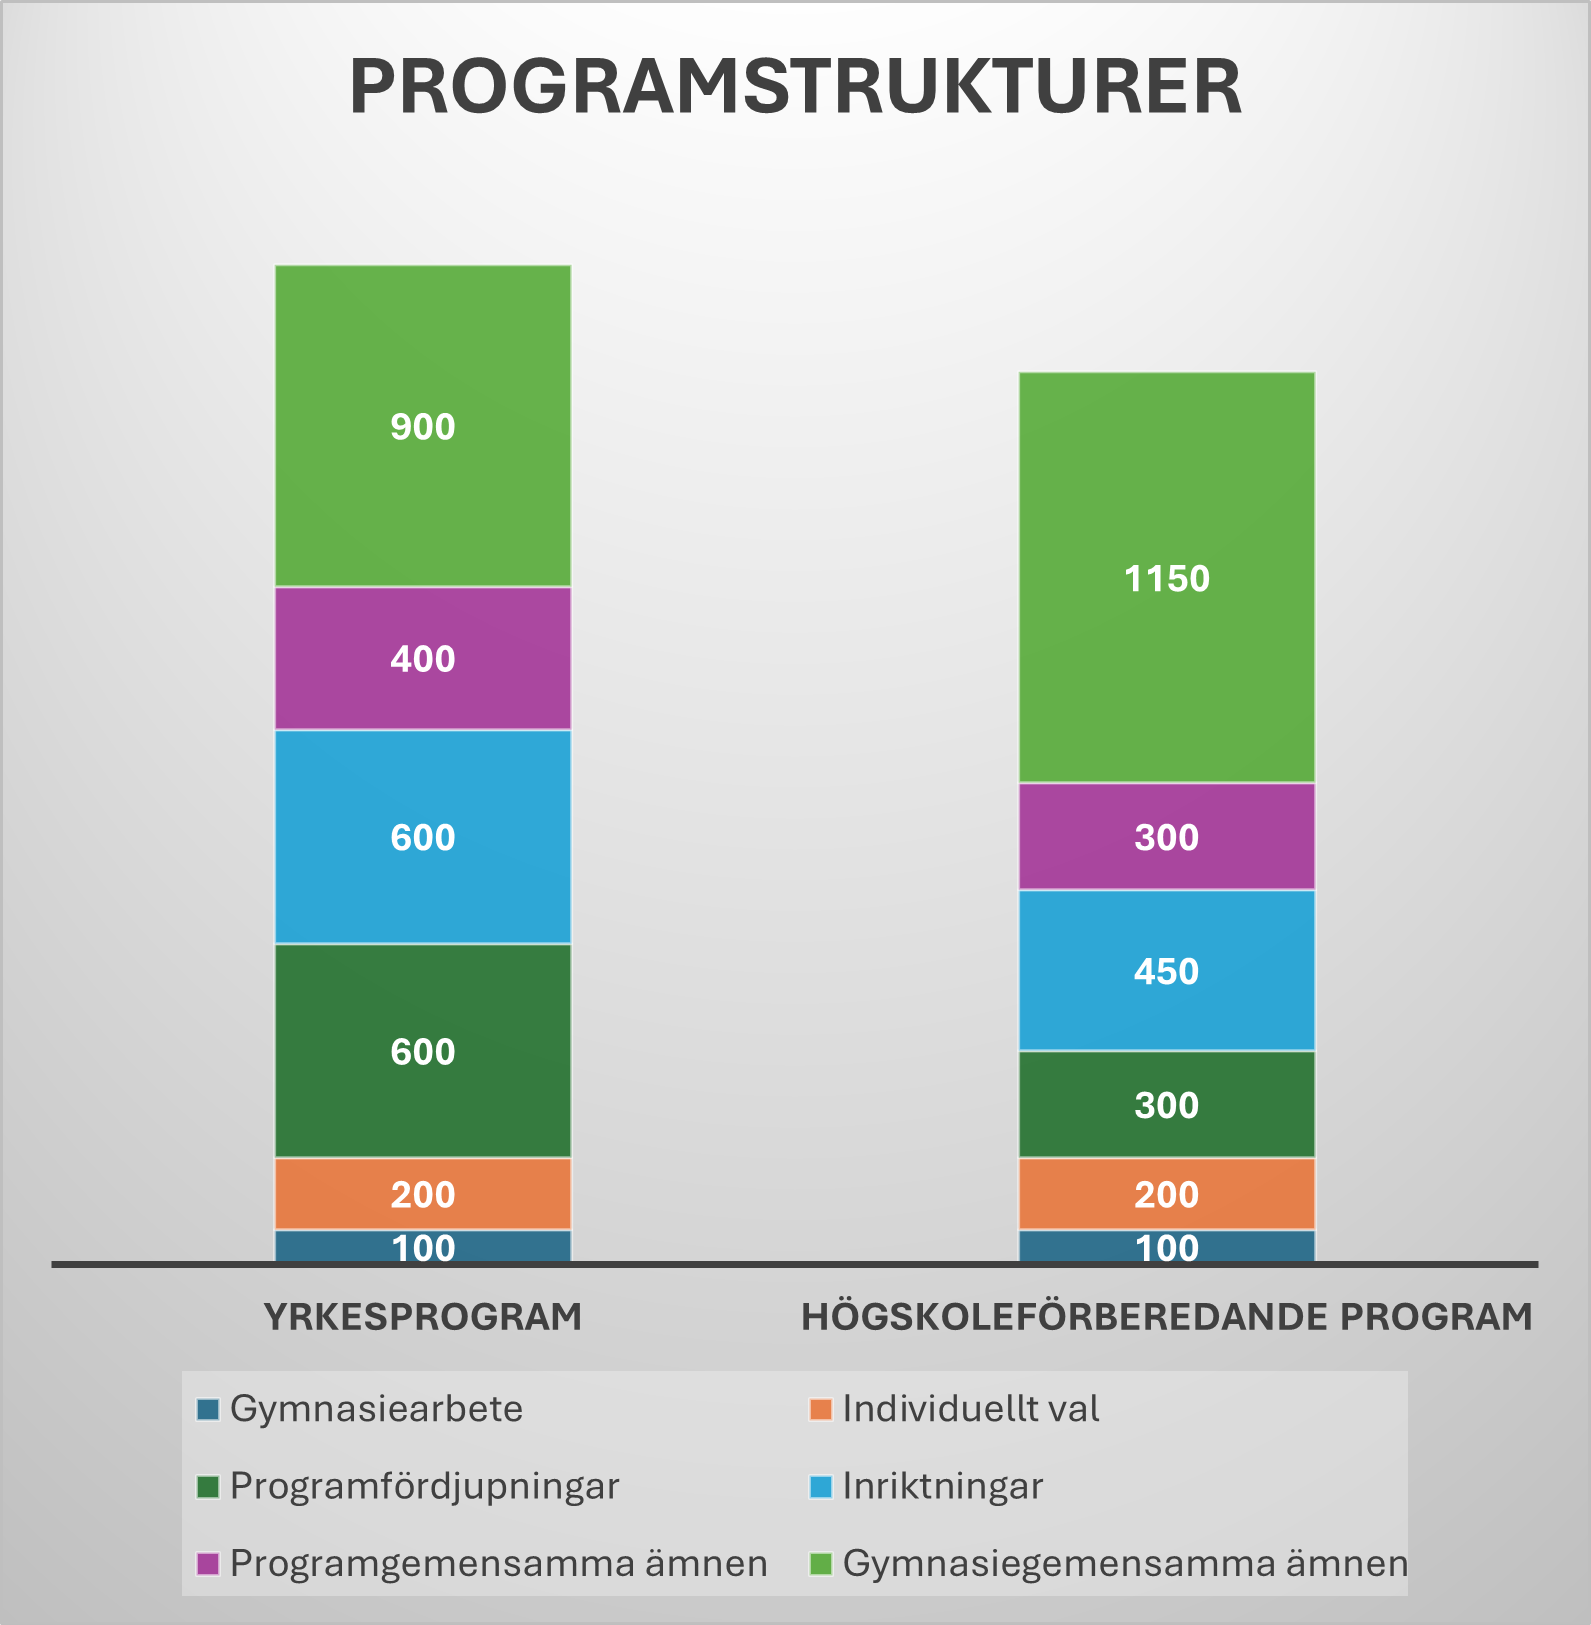 PROGRAMSTRUKTURER
900
400
600
600
200
100
1150
300
450
300
200
100
YRKESPROGRAM
HÖGSKOLEFÖRBEREDANDE PROGRAM
Gymnasiearbete
Individuellt val
Programfördjupningar
Inriktningar
Programgemensamma ämnen
Gymnasiegemensamma ämnen